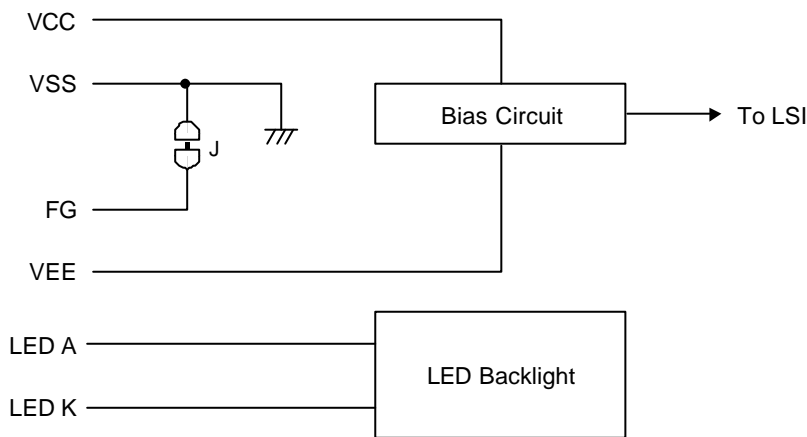 VCC
VSS
Bias Circuit
To LSI
J
FG
VEE
LED A
LED Backlight
LED K